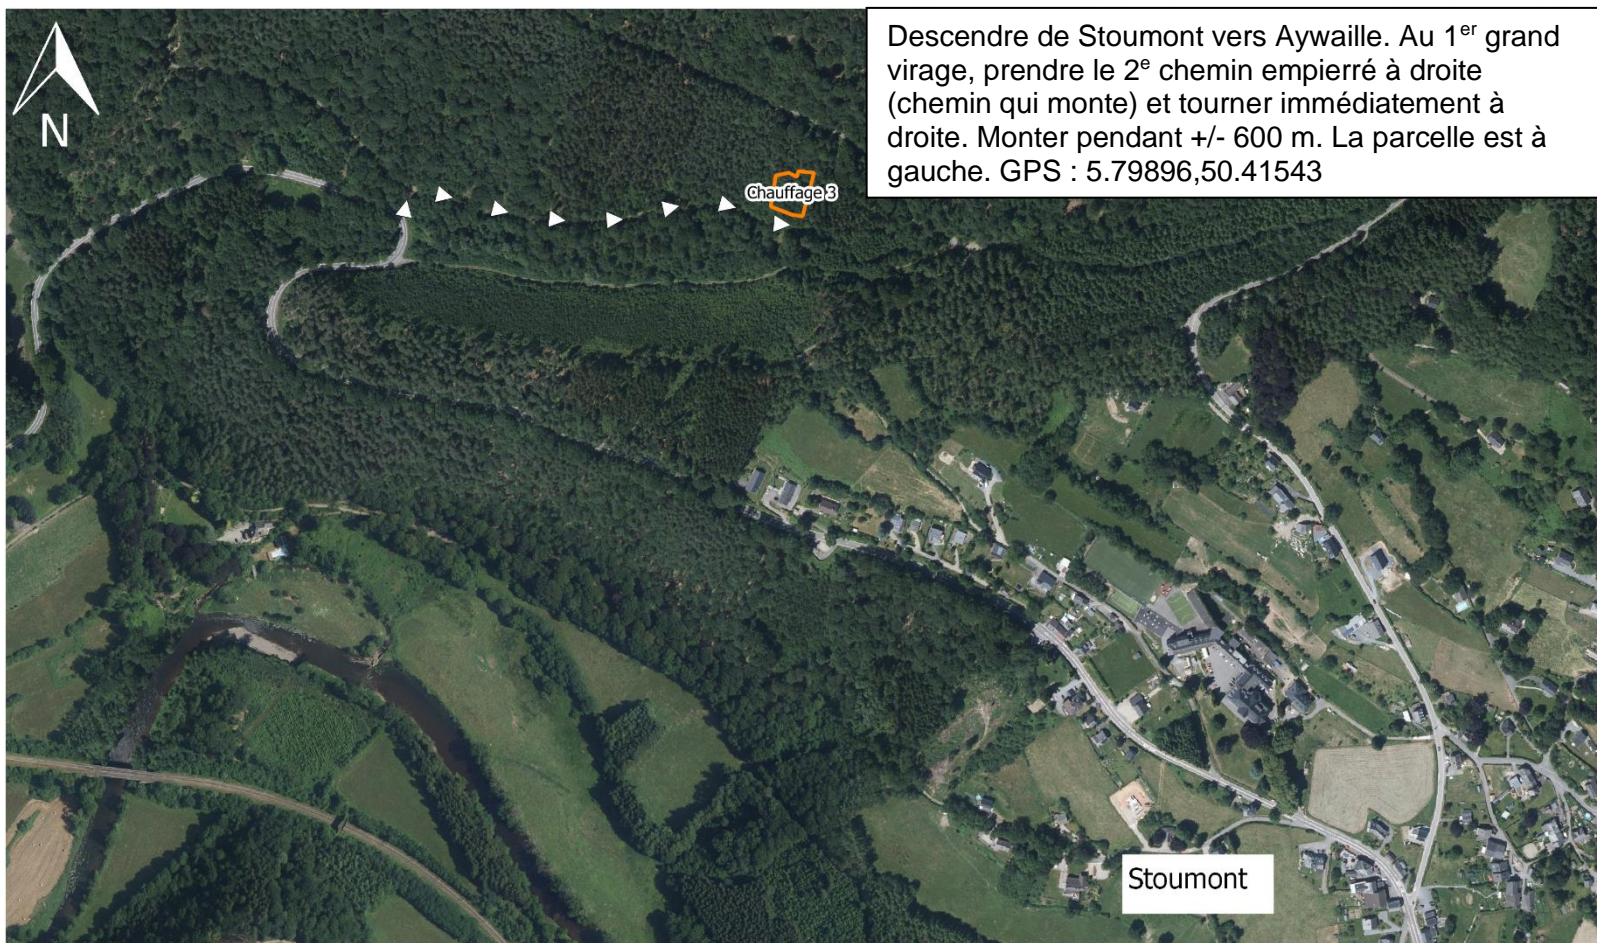 Descendre de Stoumont vers Aywaille. Au 1er grand
virage, prendre le 2e chemin empierré à droite
(chemin qui monte) et tourner immédiatement à
droite. Monter pendant +/- 600 m. La parcelle est à
gauche. GPS : 5.79896,50.41543
N
Chauffage 3
Stoumont